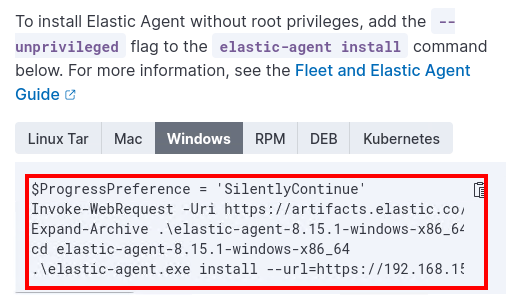 To install Elastic Agent without root privileges, add the --
unprivileged flag to the elastic-agent install command
below. For more information, see the Fleet and Elastic Agent
Guide
Linux Tar Mac Windows RPM DEB Kubernetes
$ProgressPreference = 'SilentlyContinue'
Invoke-WebRequest -Uri https://artifacts.elastic.co/
Expand-Archive .\elastic-agent-8.15.1-windows-x86_64
cd elastic-agent-8.15.1-windows-x86_64
.\elastic-agent.exe install --url=https://192.168.15